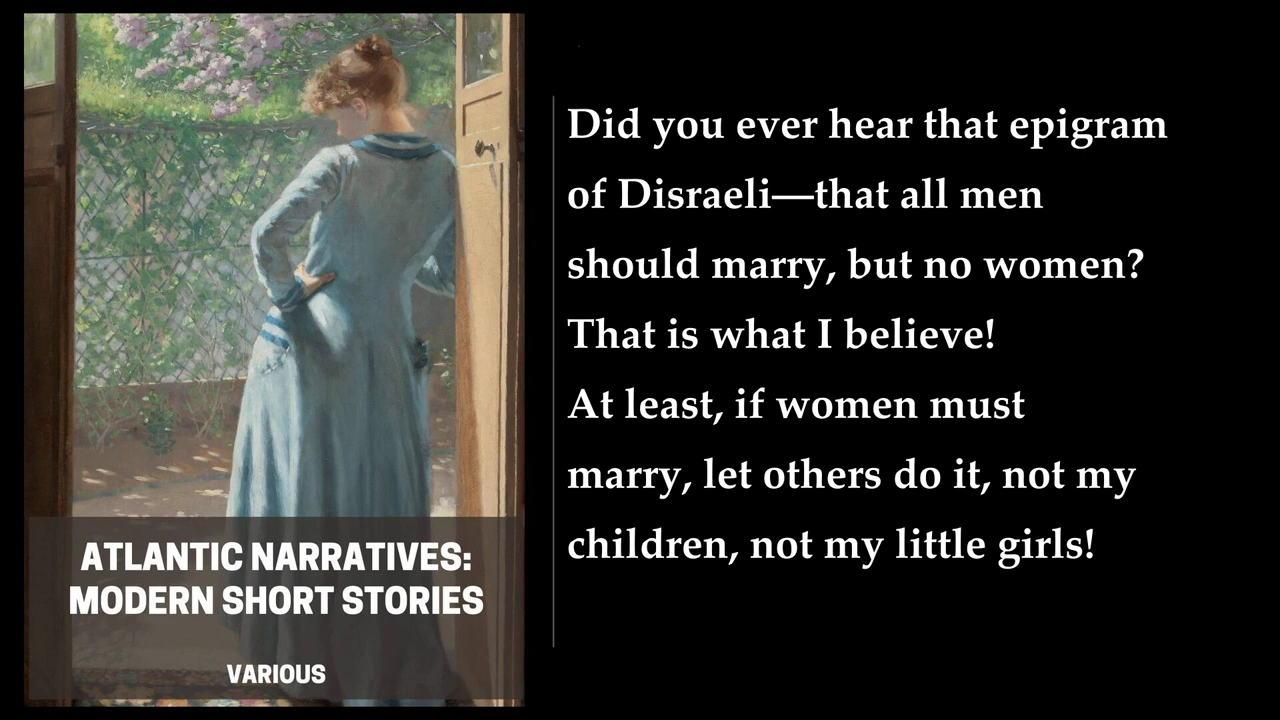 Did you ever hear that epigram
of Disraeli—that all men
should marry, but no women?
That is what I believe!
At least, if women must
marry, let others do it, not my
children, not my little girls!
ATLANTIC NARRATIVES:
MODERN SHORT STORIES
VARIOUS